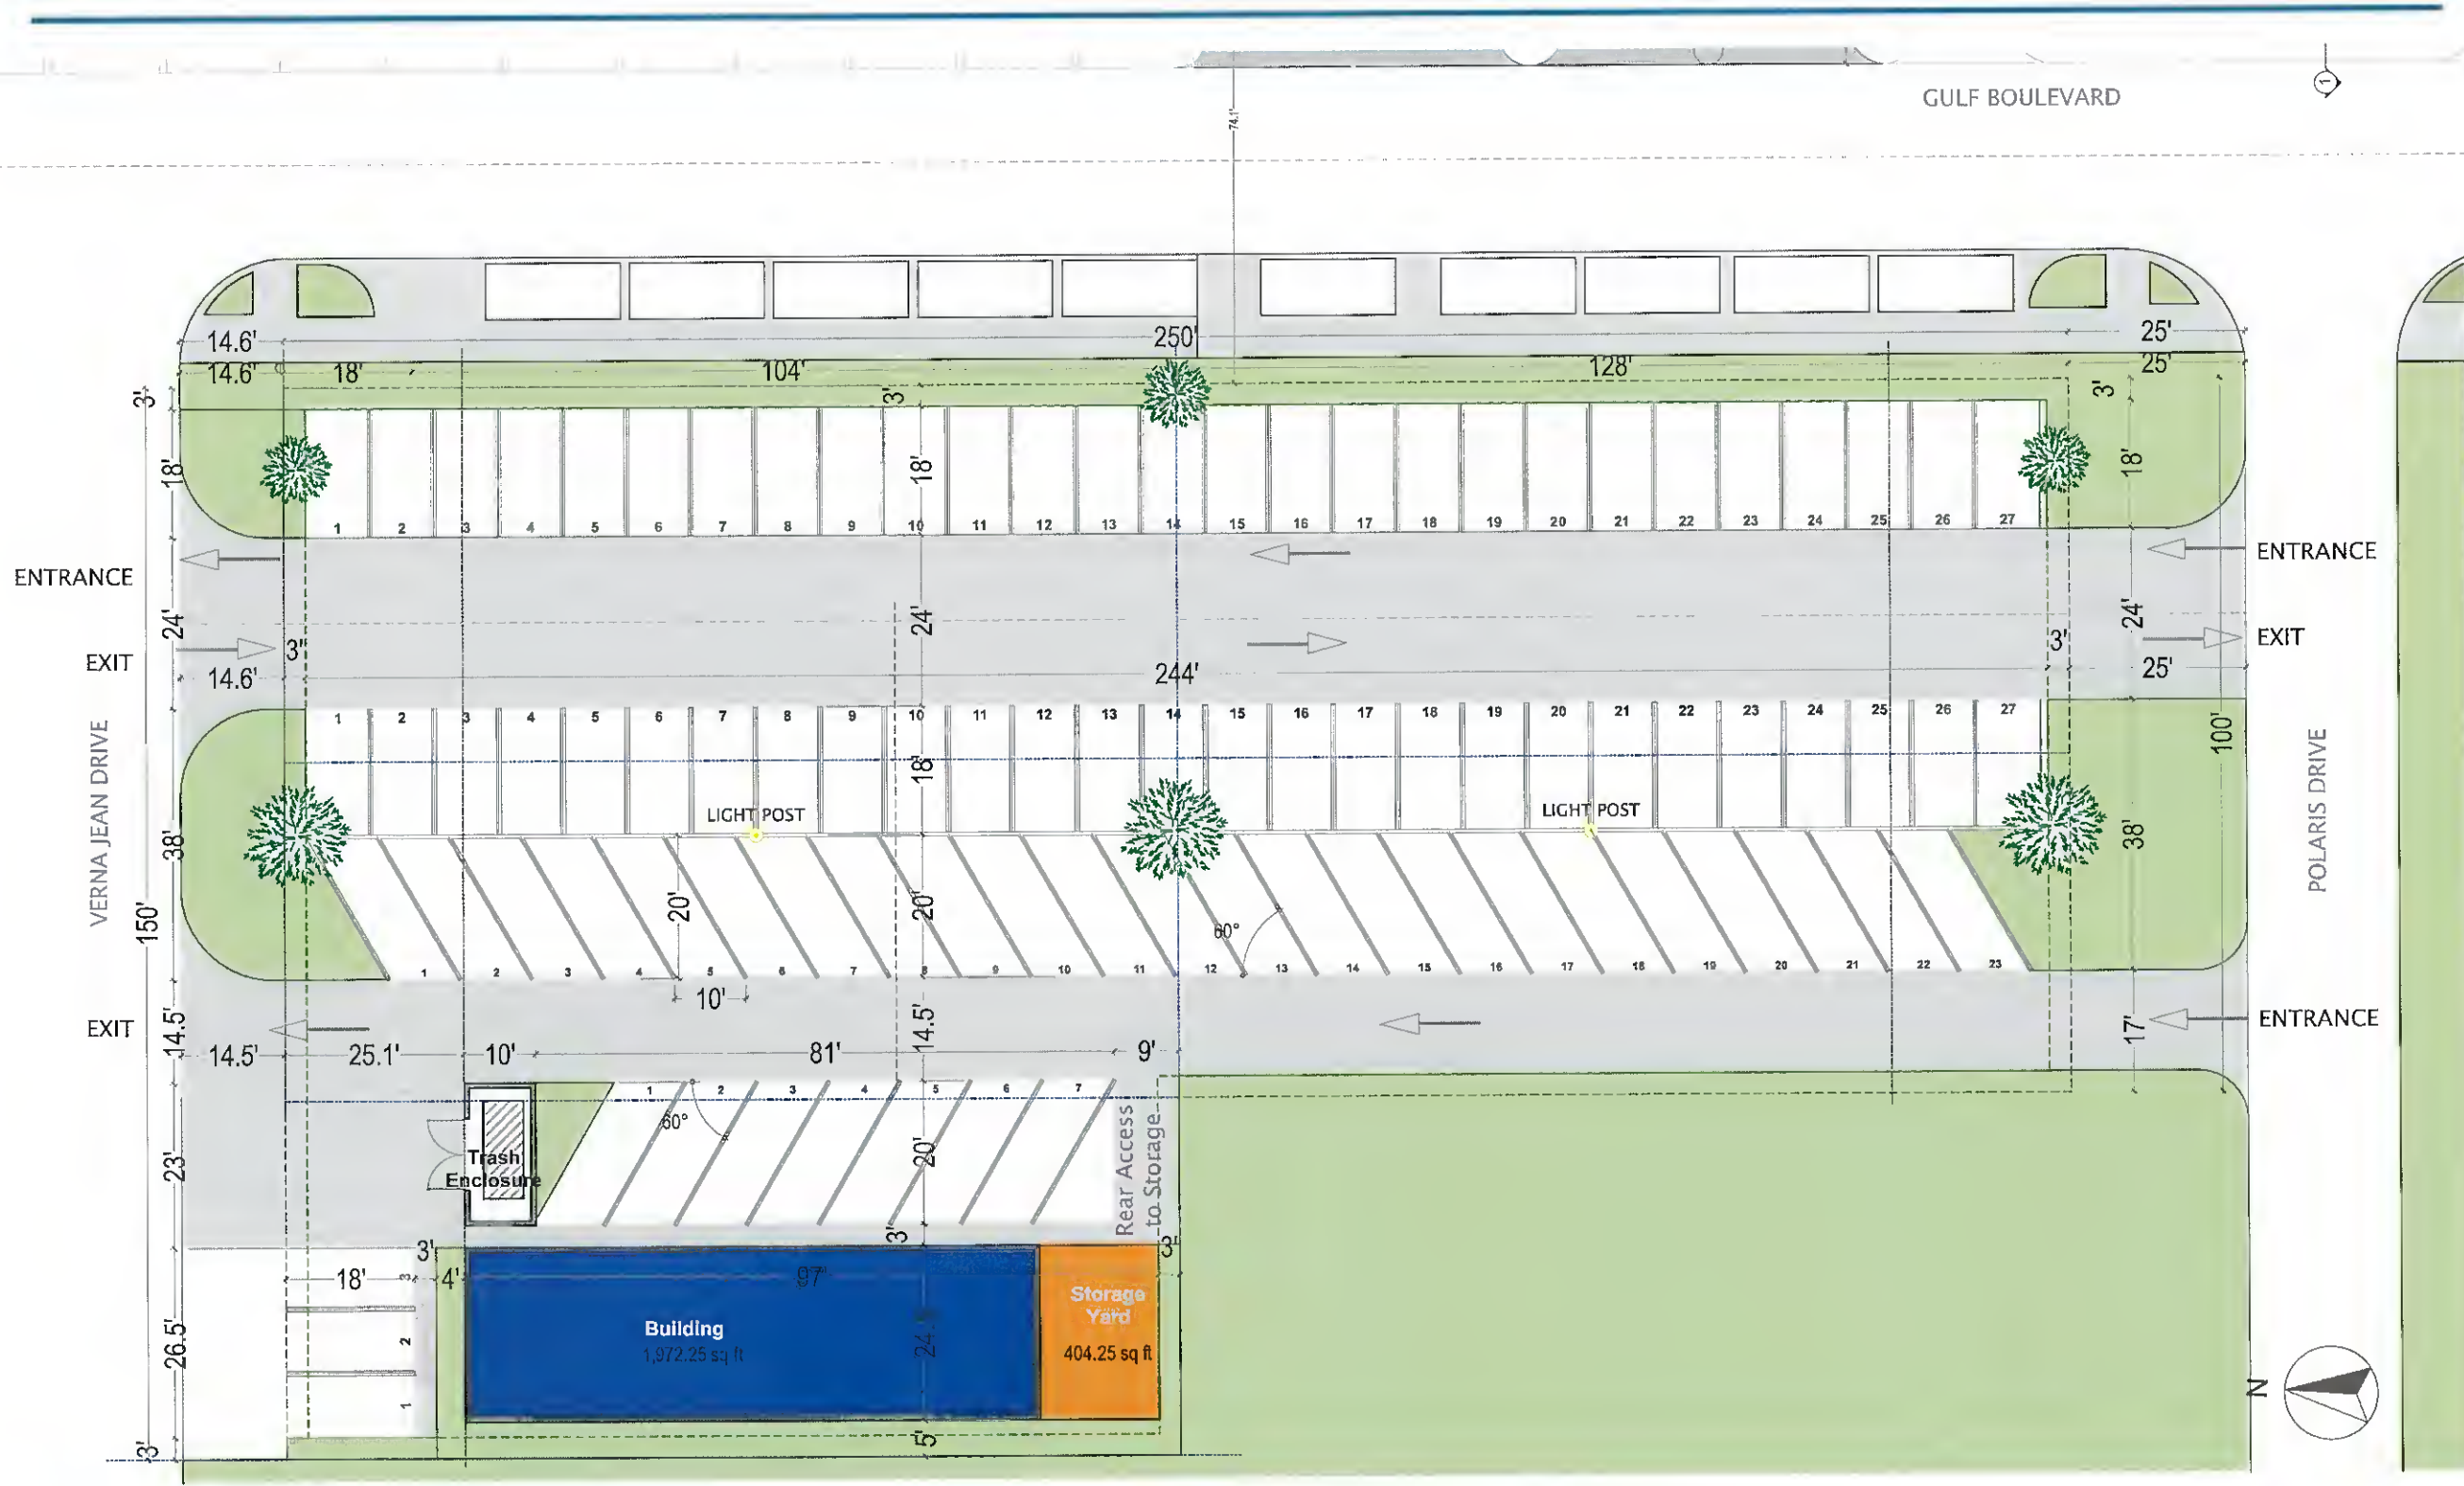 GULF BOULEVARD
1
74.1'
14.6' 250' 25'
14.6' 18' 104' 128' 25'
3' 3' 3'
18' 18' 18'
1 2 3 4 5 6 7 8 9 10 11 12 13 14 15 16 17 18 19 20 21 22 23 24 25 26 27
ENTRANCE
ENTRANCE
24' 24' 24'
EXIT 3' 3' EXIT
14.6' 244' 25'
1 2 3 4 5 6 7 8 9 10 11 12 13 14 15 16 17 18 19 20 21 22 23 24 25 26 27
VERNA JEAN DRIVE
POLARIS DRIVE
100'
18'
LIGHT POST
LIGHT POST
38' 38'
150'
20' 20'
60°
1 2 3 4 5 6 7 8 9 10 11 12 13 14 15 16 17 18 19 20 21 22 23
10'
EXIT 14.5' 14.5' 17' ENTRANCE
14.5' 25.1' 10' 81' 9'
1 2 3 4 5 6 7
60°
Trash
Enclosure
23' 20'
Rear Access
to Storage
3' 3' 3'
18' 3 4' 97'
Storage
Yard
404.25 sq ft
Building
1,972.25 sq ft
26.5' 24.5'
2
1
N
3' 5'